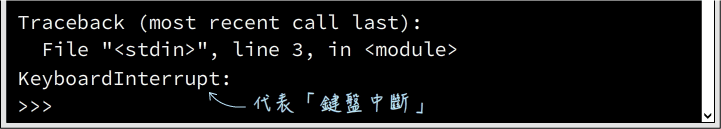 Traceback (most recent call last):
  File "<stdin>", line 3, in <module>
KeyboardInterrupt:
代表「鍵盤中斷」
>>>